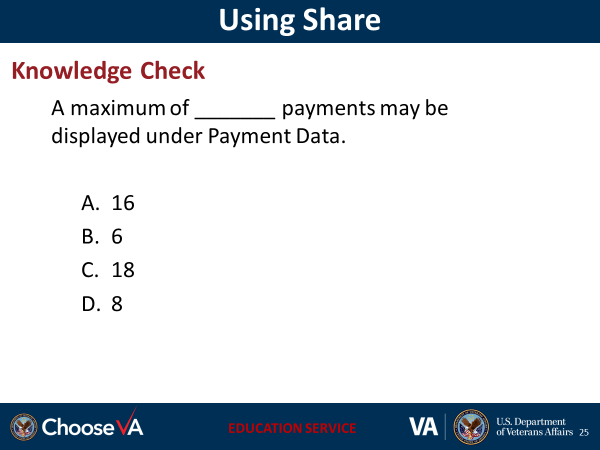 Using Share
Knowledge Check
A maximum of _______ payments may be
displayed under Payment Data.
A. 16
B. 6
C. 18
D. 8
ChooseVA
EDUCATION SERVICE
VA
U.S. Department
of Veterans Affairs
25